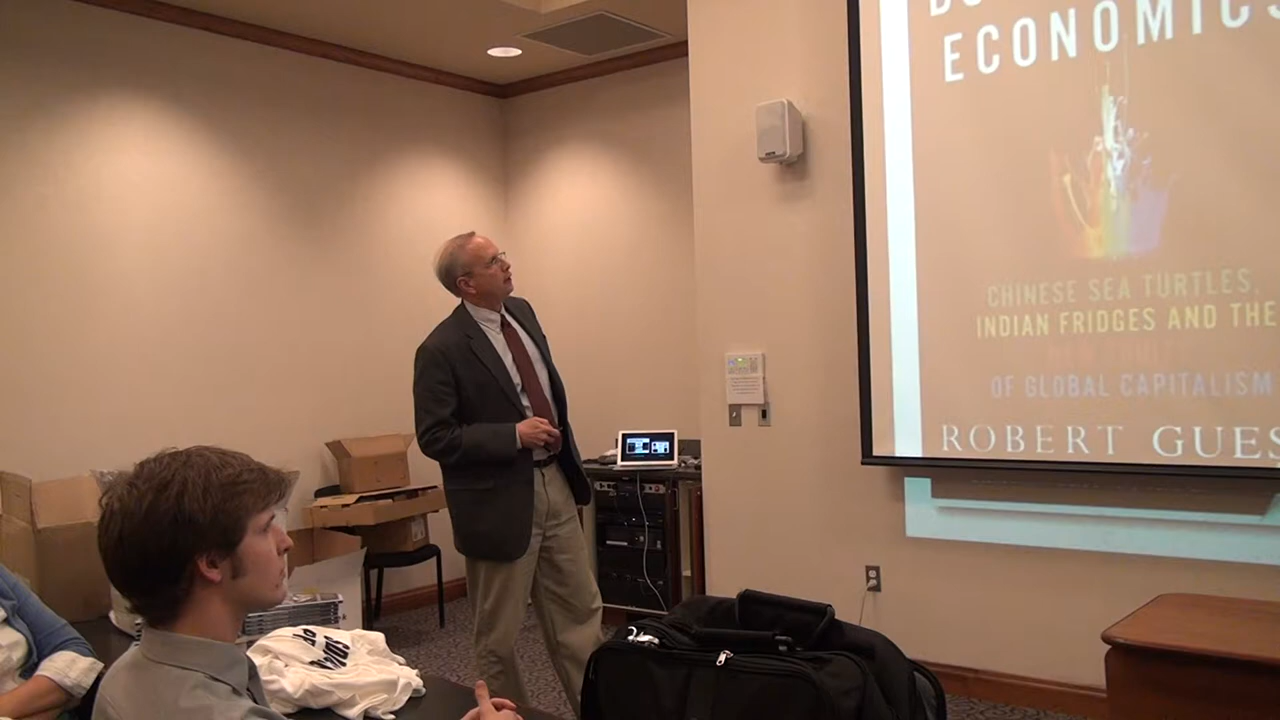 ECONOMICS
CHINESE SEA TURTLES,
INDIAN FRIDGES AND THE
OF GLOBAL CAPITALISM
ROBERT GUES